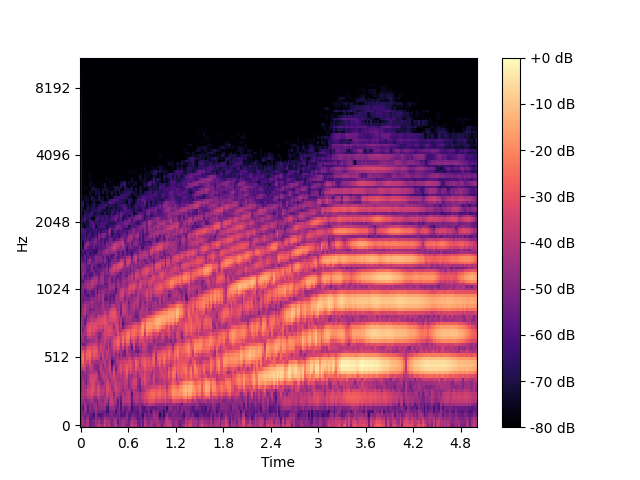 8192
4096
2048
1024
512
0
Hz
0 0.6 1.2 1.8 2.4 3 3.6 4.2 4.8
Time
+0 dB
-10 dB
-20 dB
-30 dB
-40 dB
-50 dB
-60 dB
-70 dB
-80 dB